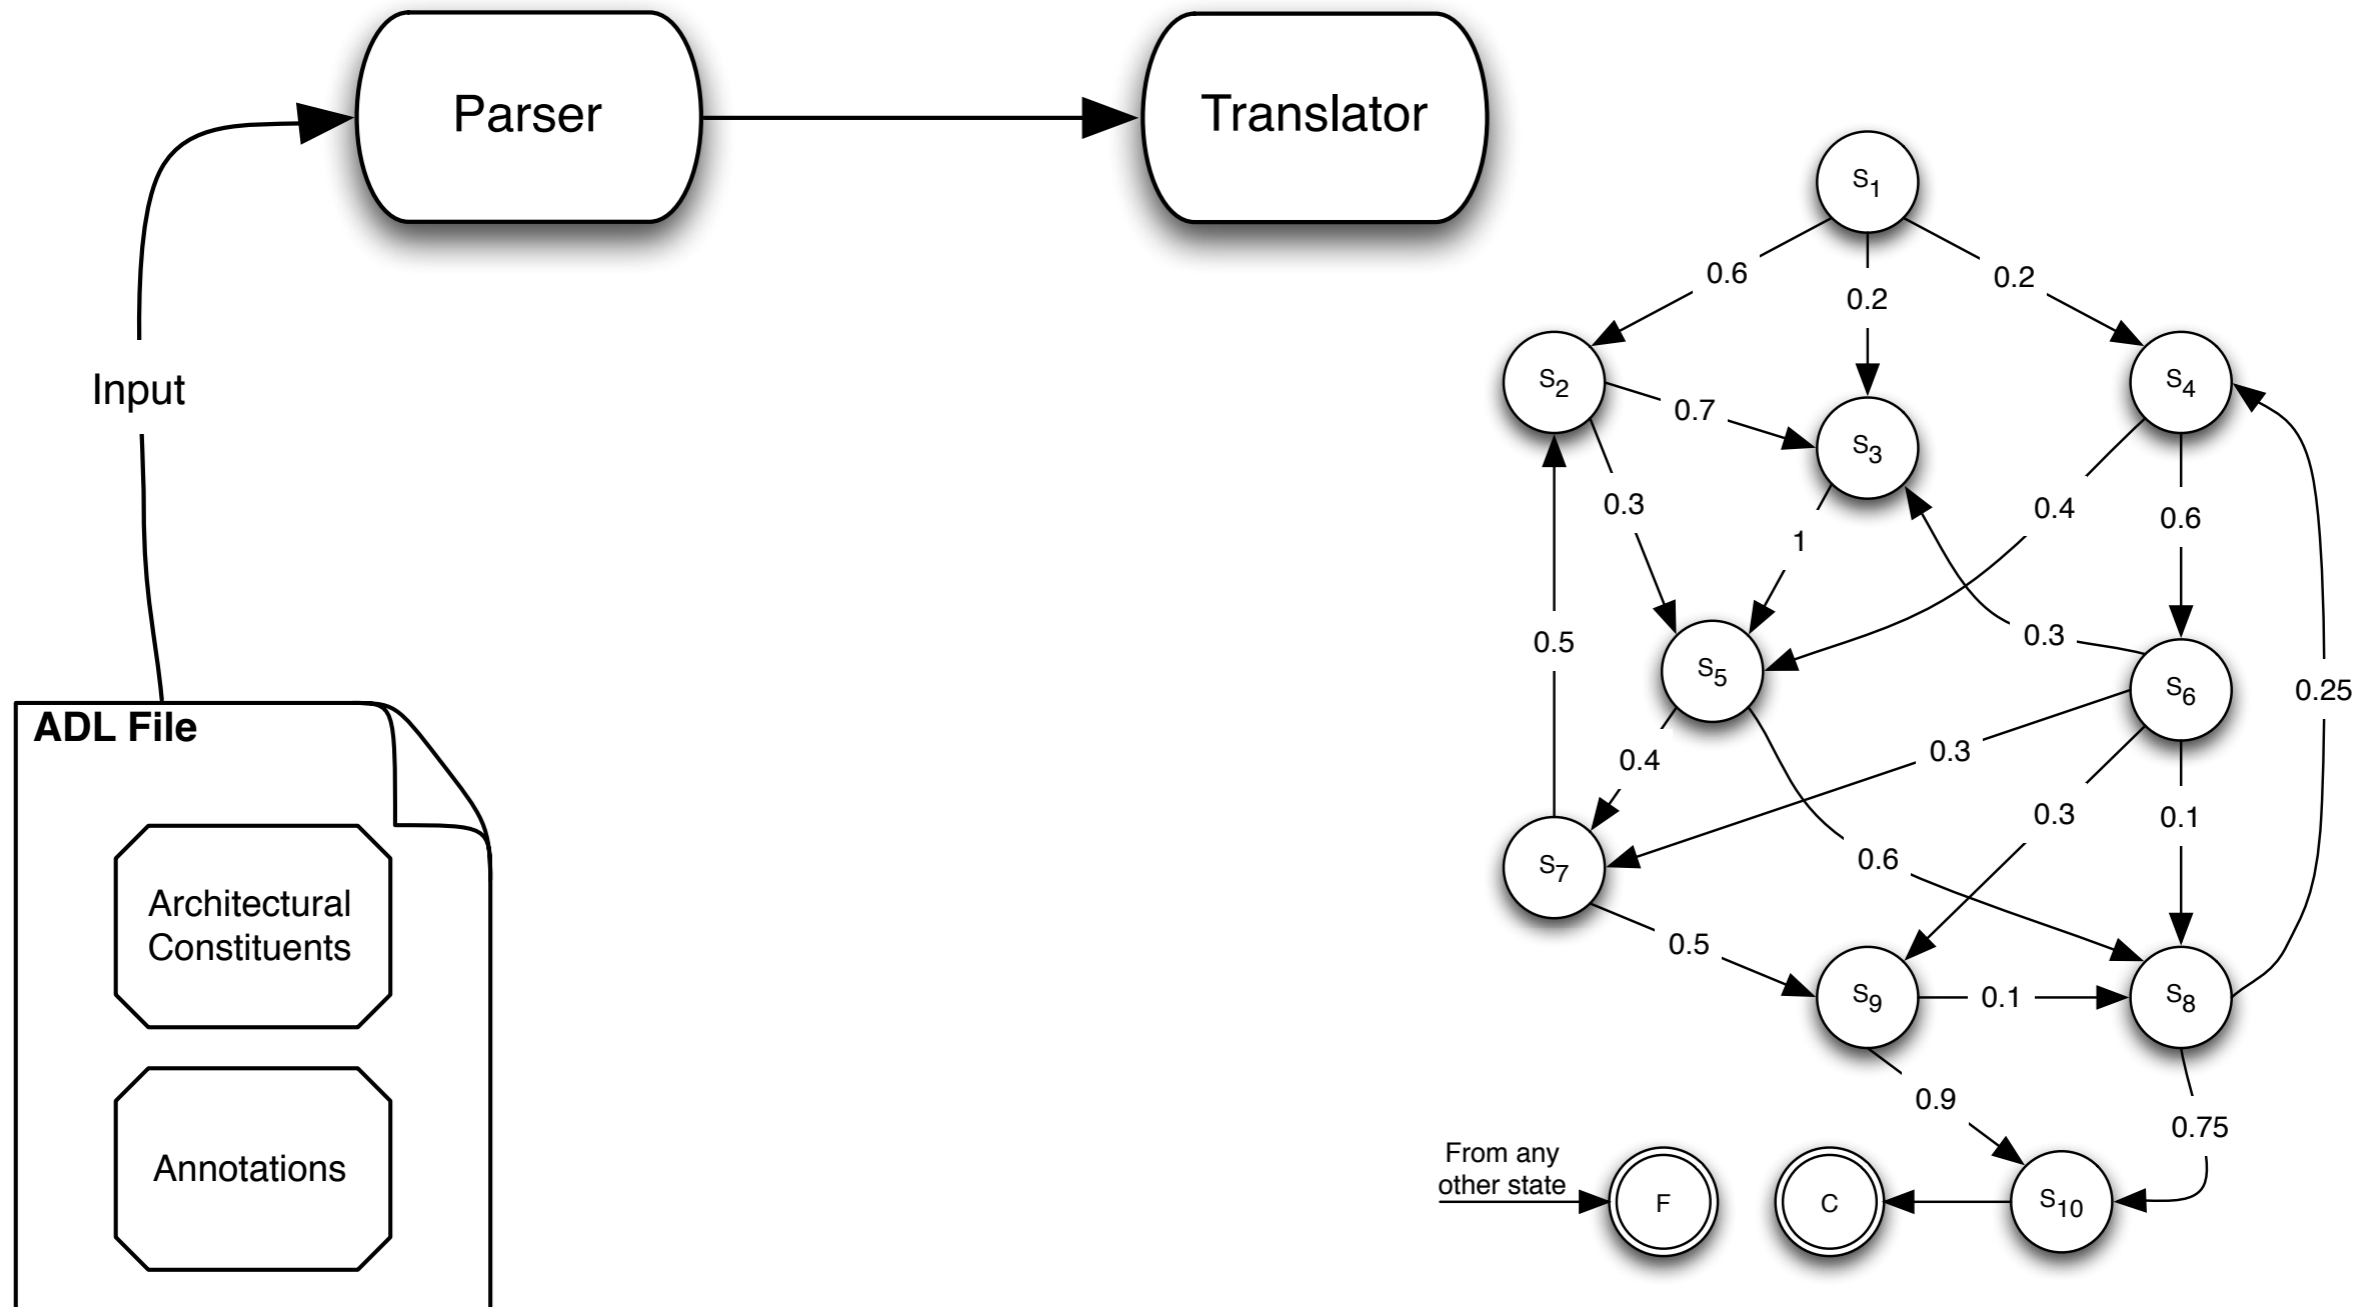 Parser
Translator
Input
ADL File
Architectural
Constituents
Annotations
S1
0.6
0.2
0.2
S2
S4
0.7
S3
0.3
0.4
0.6
1
0.5
0.3
S5
S6
0.25
0.4
0.3
0.3
0.1
0.6
S7
0.5
S9
0.1
S8
0.9
0.75
From any
other state
F
C
S10